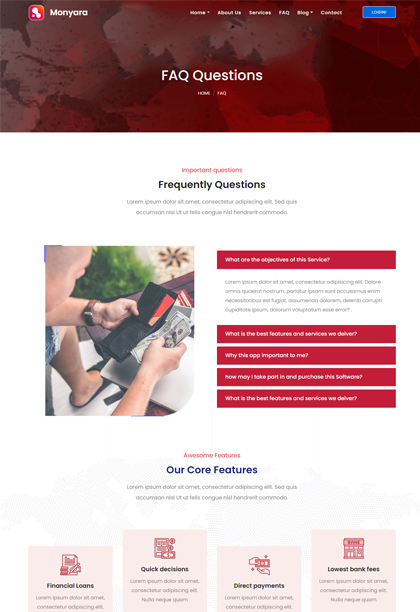 Monyara
Home About Us Services FAQ Blog Contact
LOGIN!
FAQ Questions
HOME / FAQ
Important questions
Frequently Questions
Lorem ipsum dolor sit amet, consectetur adipiscing elit. Duis quis
accumsan nisi Ut ut felis congue nisl hendrerit commodo.
What are the objectives of this Service?
Lorem ipsum dolor sit amet, consectetur adipisicing elit. Dolore
omnis quaerat nostrum, pariatur ipsam sunt accusamus enim
necessitatibus est fugiat, assumenda dolorem, deleniti corrupti
cupiditate ipsum, dolorum voluptatum esse error?
What is the best features and services we deiver?
Why this app important to me?
how may I take part in and purchase this Software?
What is the best features and services we deiver?
Awesome Features
Our Core Features
Lorem ipsum dolor sit amet, consectetur adipiscing elit. Duis quis
accumsan nisi Ut ut felis congue nisl hendrerit commodo.
Financial Loans
Lorem ipsum dolor sit amet,
consectetur adipiscing elit.
Quick decisions
Lorem ipsum dolor sit amet,
consectetur adipiscing elit.
Nulla neque quam
Direct payments
Lorem ipsum dolor sit amet,
consectetur adipiscing elit.
Lowest bank fees
Lorem ipsum dolor sit amet,
consectetur adipiscing elit.
Nulla neque quam